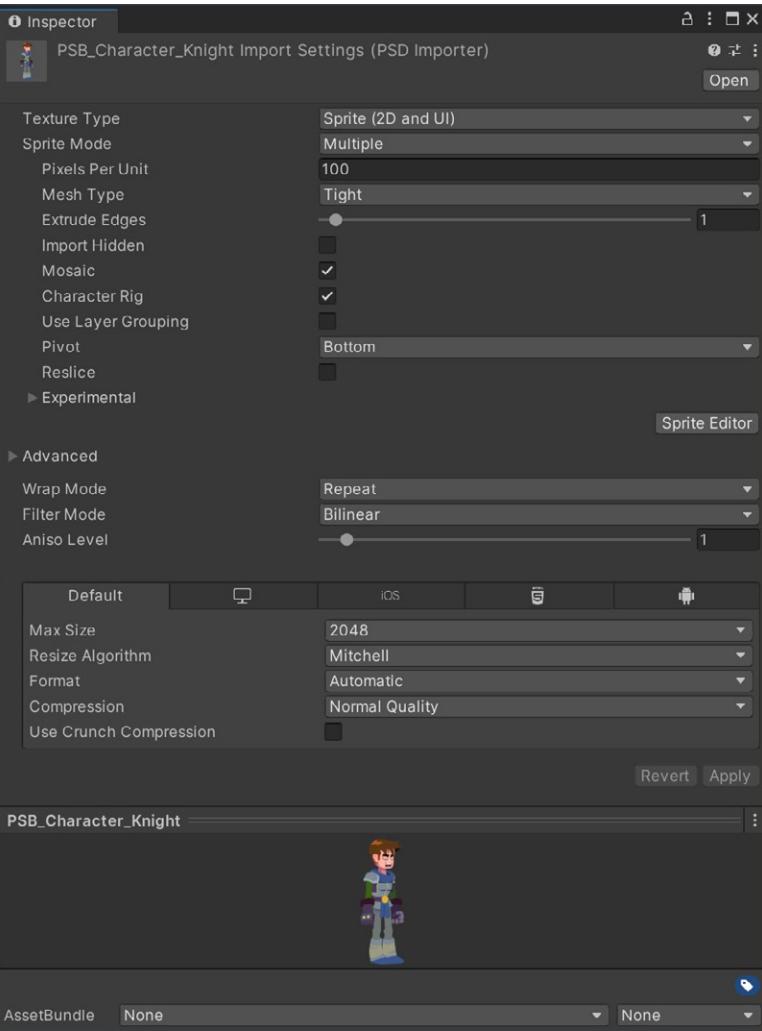 Inspector
PSB_Character_Knight Import Settings (PSD Importer)
Open
Texture Type Sprite (2D and UI)
Sprite Mode Multiple
Pixels Per Unit 100
Mesh Type Tight
Extrude Edges 1
Import Hidden
Mosaic
Character Rig
Use Layer Grouping
Pivot Bottom
Reslice
Experimental
Sprite Editor
Advanced
Wrap Mode Repeat
Filter Mode Bilinear
Aniso Level 1
Default iOS 5
Max Size 2048
Resize Algorithm Mitchell
Format Automatic
Compression Normal Quality
Use Crunch Compression
Revert Apply
PSB_Character_Knight
AssetBundle None None